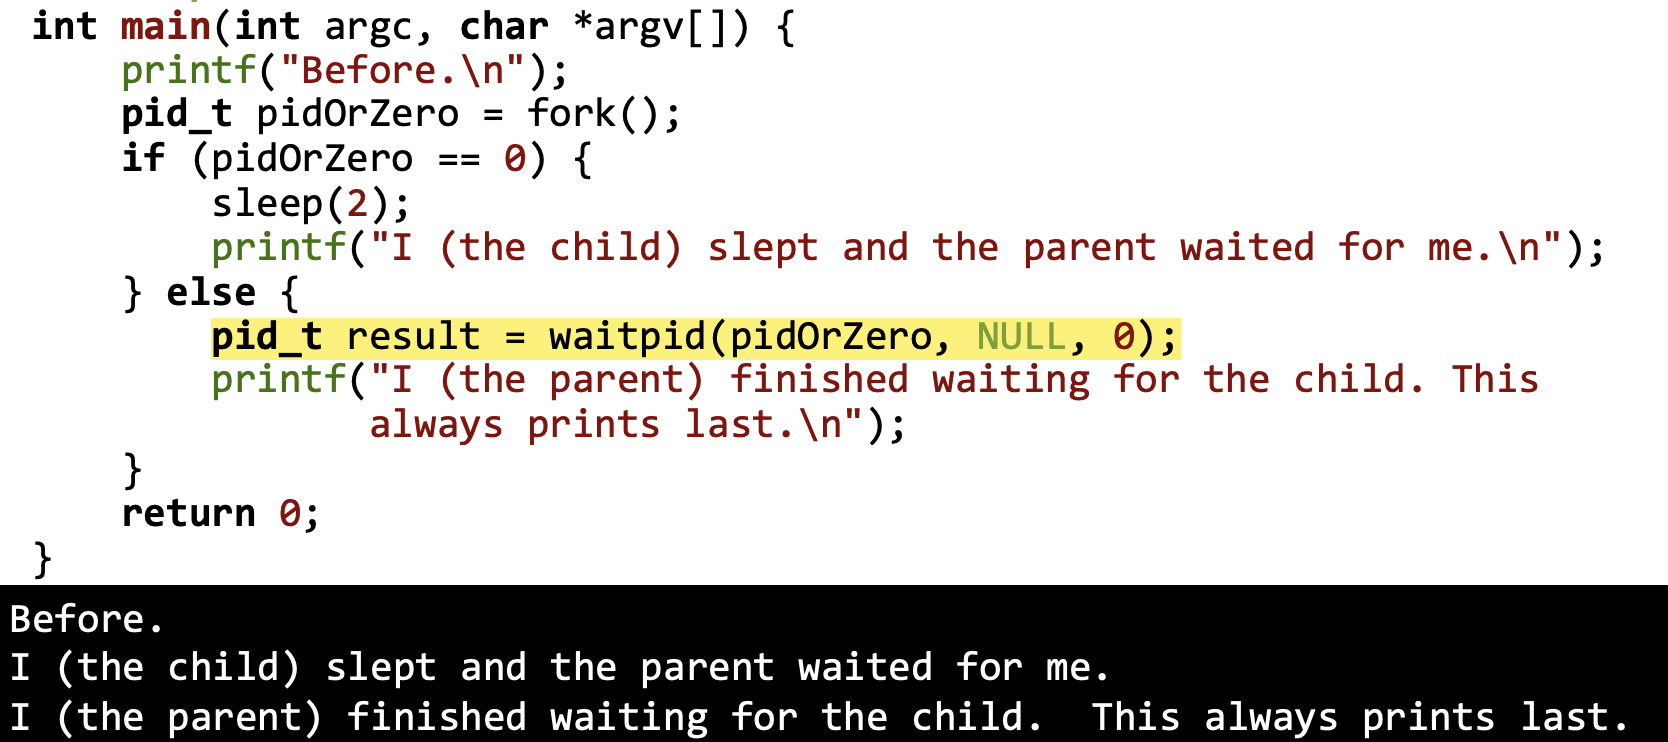 int main(int argc, char *argv[]) {
    printf("Before.\n");
    pid_t pidOrZero = fork();
    if (pidOrZero == 0) {
        sleep(2);
        printf("I (the child) slept and the parent waited for me.\n");
    } else {
        pid_t result = waitpid(pidOrZero, NULL, 0);
        printf("I (the parent) finished waiting for the child. This
               always prints last.\n");
    }
    return 0;
}
Before.
I (the child) slept and the parent waited for me.
I (the parent) finished waiting for the child.  This always prints last.